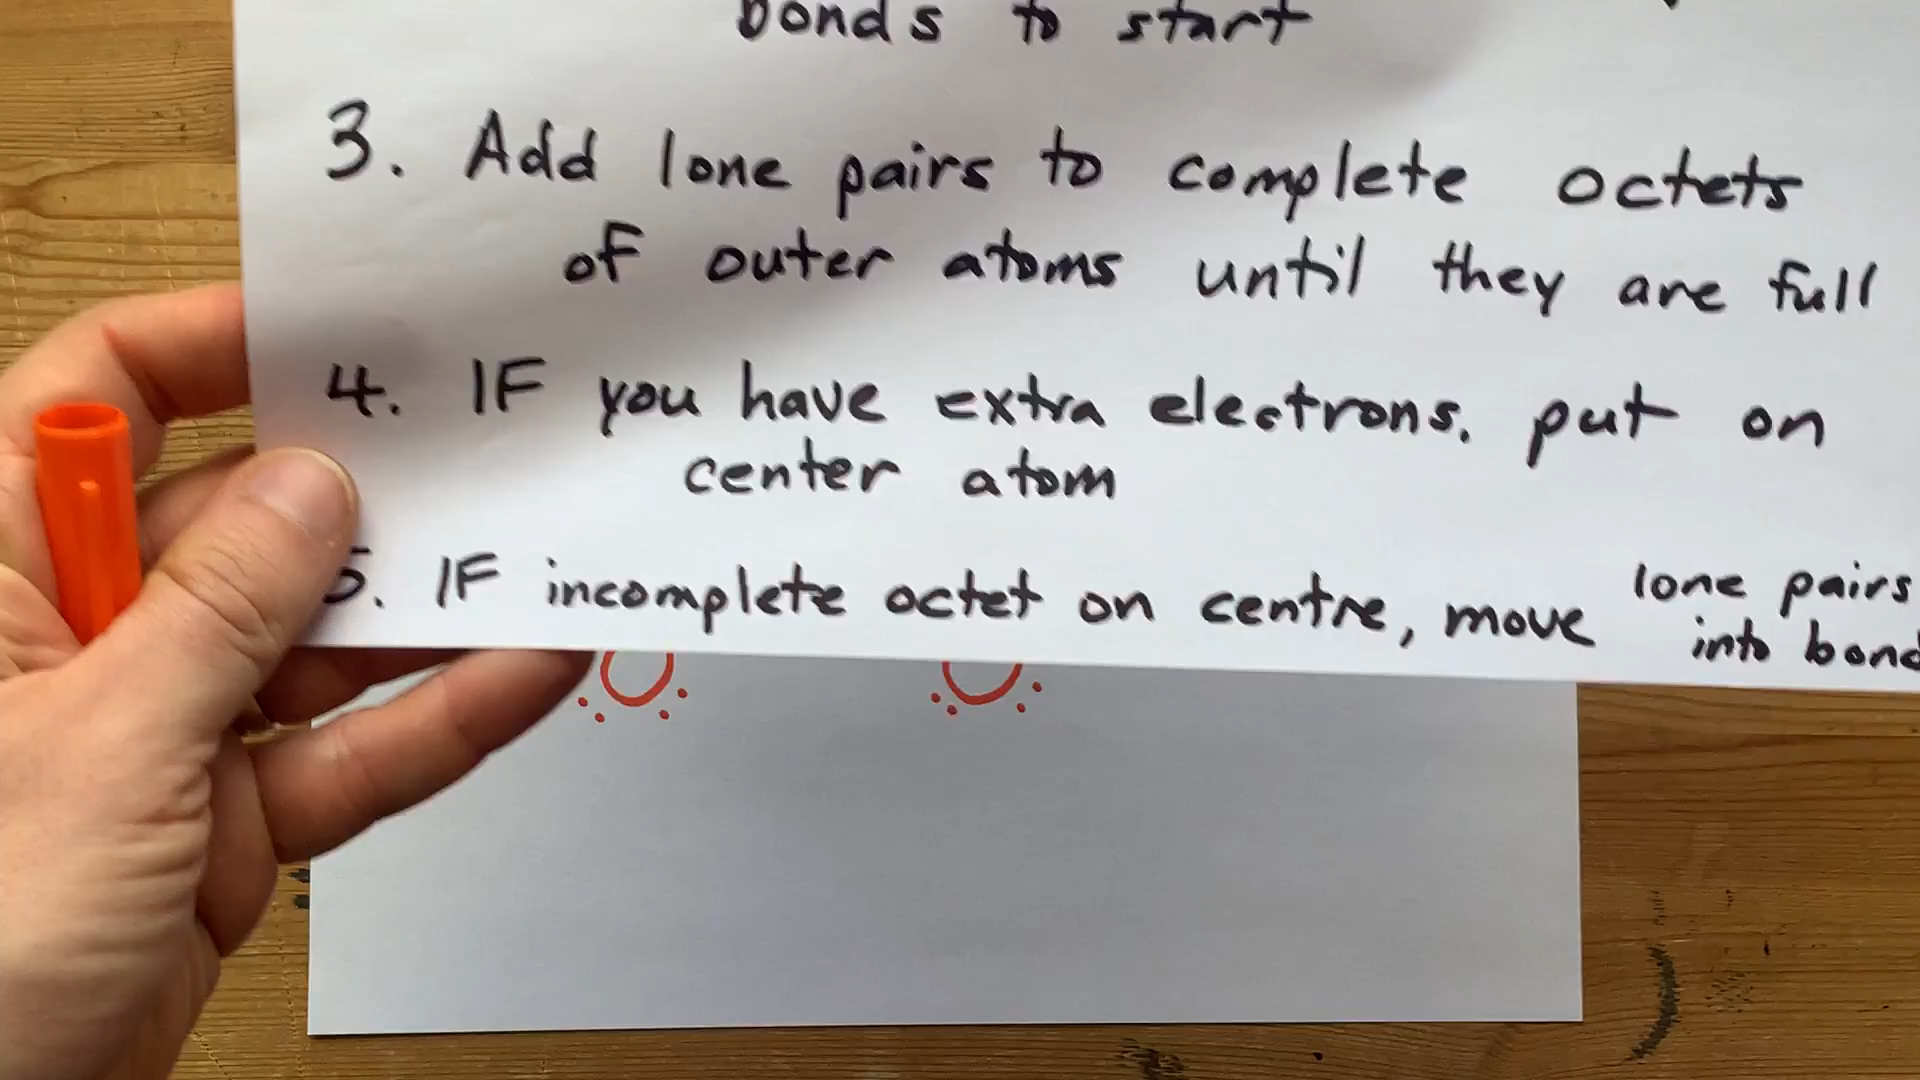 bonds to start
3. Add lone pairs to complete octets
of outer atoms until they are full
4. IF you have extra electrons, put on
center atom
5. IF incomplete octet on centre, move lone pairs
into bond
O O